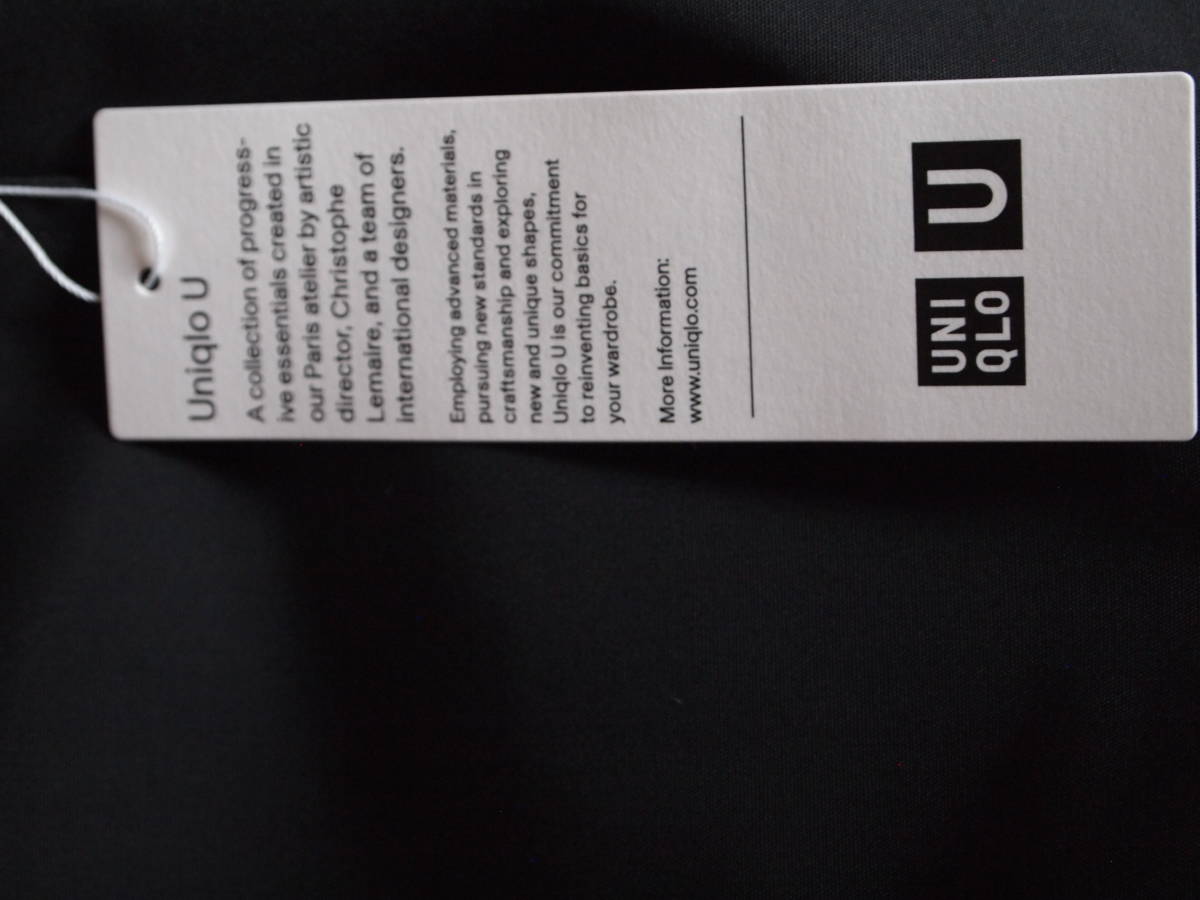 Uniqlo U
A collection of progress-
ive essentials created in
our Paris atelier by artistic
director, Christophe
Lemaire, and a team of
international designers.
Employing advanced materials,
pursuing new standards in
craftsmanship and exploring
new and unique shapes,
Uniqlo U is our commitment
to reinventing basics for
your wardrobe.
More Information:
www.uniqlo.com
UNI
QLO
U